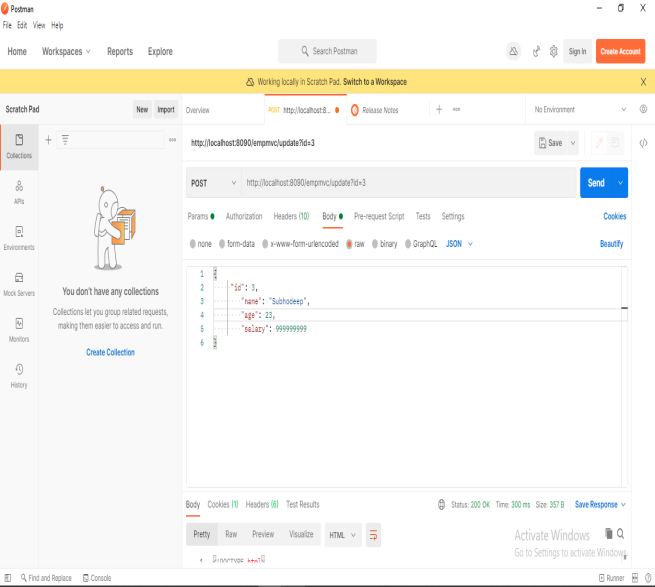 Postman
File Edit View Help
Home Workspaces Reports Explore Search Postman Sign In Create Account
Working locally in Scratch Pad. Switch to a Workspace X
Scratch Pad New Import Overview POST http://localhost:8... Release Notes + No Environment
http://localhost:8090/empmvc/update?id=3 Save
Collections
POST http://localhost:8090/empmvc/update?id=3 Send
APIs
Params Authorization Headers (10) Body Pre-request Script Tests Settings Cookies
Environments
none form-data x-www-form-urlencoded raw binary GraphQL JSON Beautify
Mock Servers
Monitors
History
You don't have any collections
Collections let you group related requests,
making them easier to access and run.
Create Collection
1 {
2 "id": 3,
3 "name": "Subhodeep",
4 "age": 23,
5 "salary": 999999999
6 }
Body Cookies (1) Headers (6) Test Results Status: 200 OK Time: 300 ms Size: 357 B Save Response
Pretty Raw Preview Visualize HTML
1 <!DOCTYPE html>
Activate Windows
Go to Settings to activate Windows.
Find and Replace Console Runner